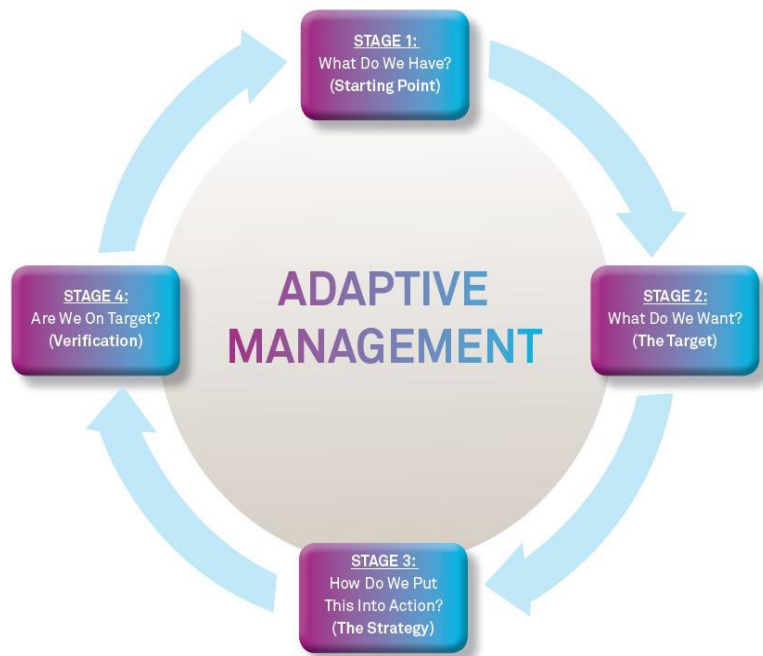 STAGE 1:
What Do We Have?
(Starting Point)
STAGE 2:
What Do We Want?
(The Target)
STAGE 3:
How Do We Put
This Into Action?
(The Strategy)
STAGE 4:
Are We On Target?
(Verification)
ADAPTIVE
MANAGEMENT